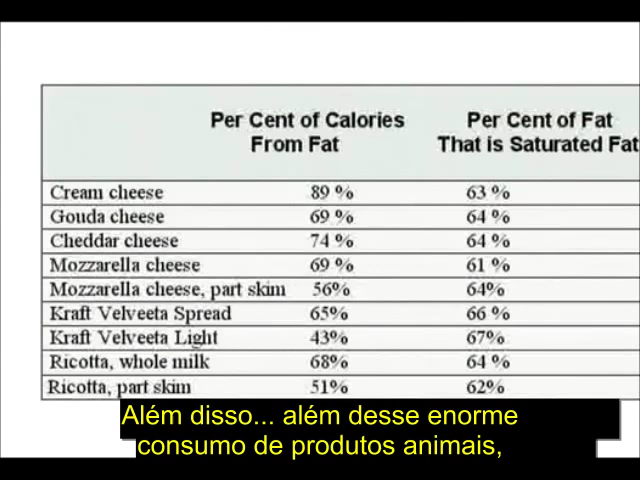 Per Cent of Calories Per Cent of Fat
From Fat That is Saturated Fat
Cream cheese 89 % 63 %
Gouda cheese 69 % 64 %
Cheddar cheese 74 % 64 %
Mozzarella cheese 69 % 61 %
Mozzarella cheese, part skim 56% 64%
Kraft Velveeta Spread 65% 66 %
Kraft Velveeta Light 43% 67%
Ricotta, whole milk 68% 64 %
Ricotta, part skim 51% 62%
Além disso... além desse enorme
consumo de produtos animais,